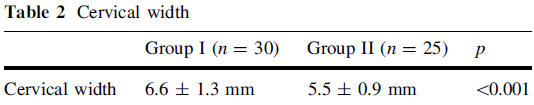 Table 2 Cervical width
Group I (n = 30) Group II (n = 25) p
Cervical width 6.6 ± 1.3 mm 5.5 ± 0.9 mm <0.001